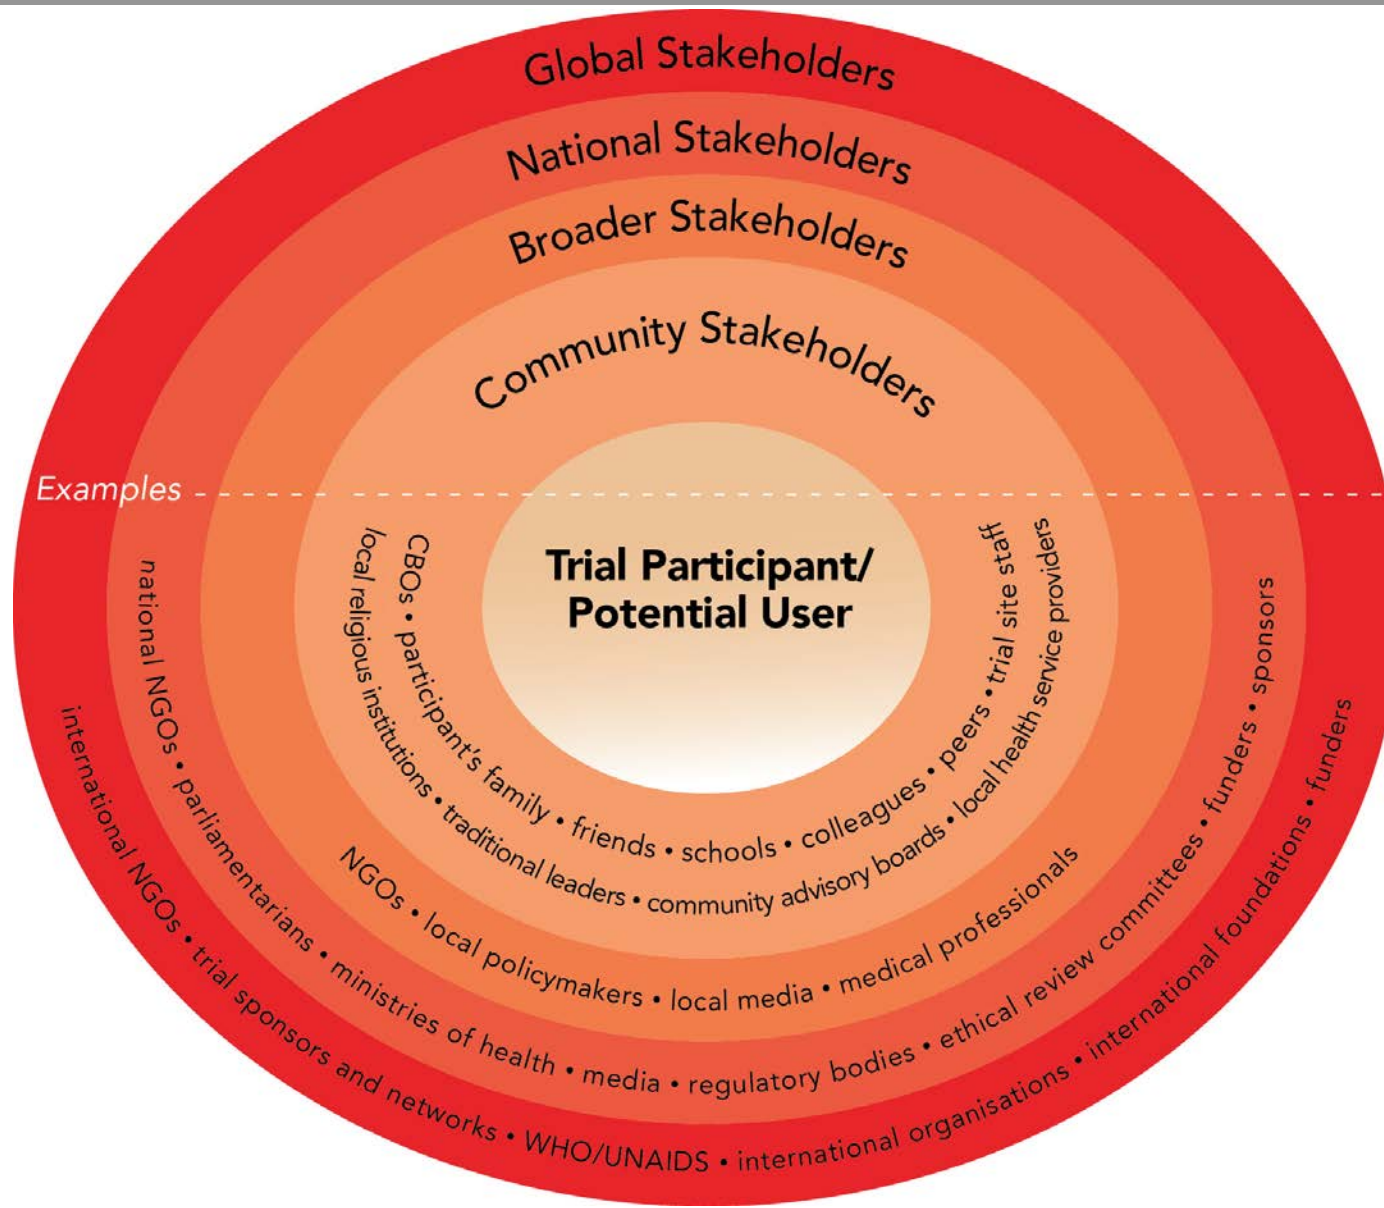 Global Stakeholders
National Stakeholders
Broader Stakeholders
Community Stakeholders
Examples
Trial Participant/
Potential User
CBOs • participant's family • friends • schools • colleagues • peers • trial site staff
local religious institutions • traditional leaders • community advisory boards • local health service providers
NGOs • local policymakers • local media • medical professionals
national NGOs • parliamentarians • ministries of health • media • regulatory bodies • ethical review committees • funders • sponsors
international NGOs • trial sponsors and networks • WHO/UNAIDS • international organisations • international foundations • funders